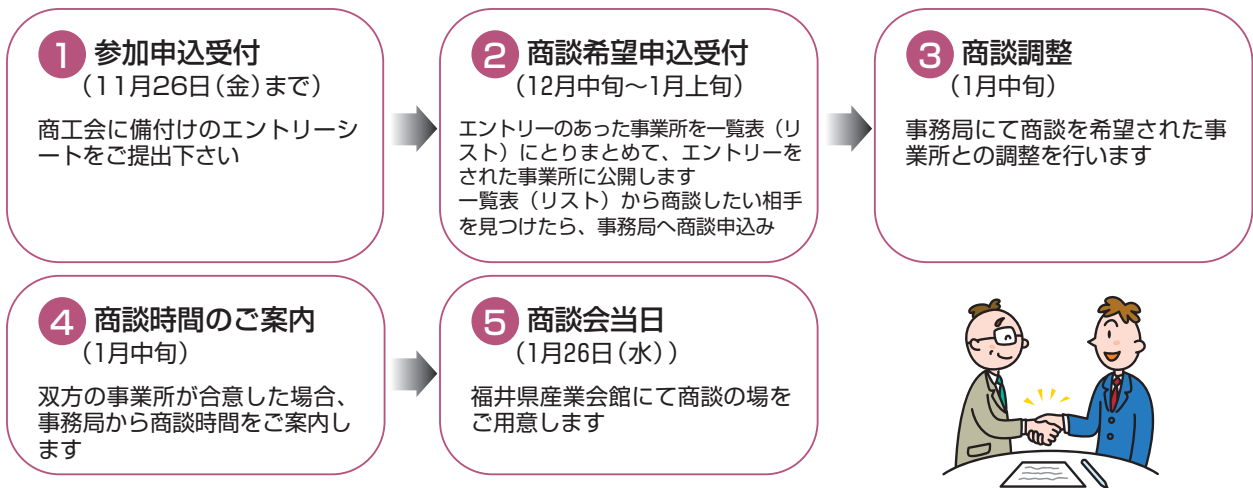 1 参加申込受付
(11月26日(金)まで)
商工会に備付けのエントリーシ
ートをご提出下さい
2 商談希望申込受付
(12月中旬〜1月上旬)
エントリーのあった事業所を一覧表(リ
スト)にとりまとめて、エントリーを
された事業所に公開します
一覧表(リスト)から商談したい相手
を見つけたら、事務局へ商談申込み
3 商談調整
(1月中旬)
事務局にて商談を希望された事
業所との調整を行います
4 商談時間のご案内
(1月中旬)
双方の事業所が合意した場合、
事務局から商談時間をご案内し
ます
5 商談会当日
(1月26日(水))
福井県産業会館にて商談の場を
ご用意します